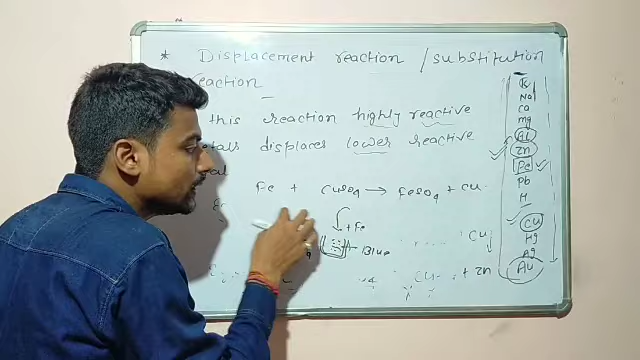 * Displacement reaction / substitution
reaction
this reaction highly reactive
displaces lower reactive
Fe + CuSO4 → FeSO4 + Cu
+Fe
Blue
Cu
Cu + Zn
K
Na
Ca
Mg
Al
Zn
Fe
Pb
H
Cu
Hg
Ag
Au